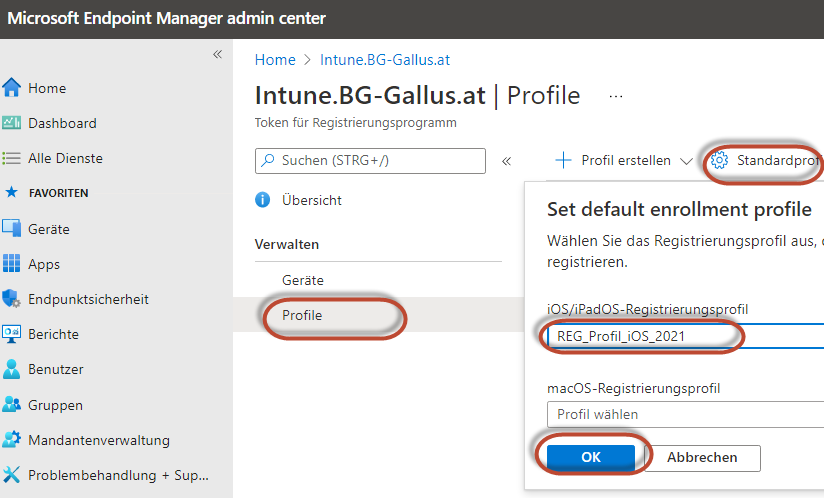 Microsoft Endpoint Manager admin center
«
Home
Dashboard
Alle Dienste
FAVORITEN
Geräte
Apps
Endpunktsicherheit
Berichte
Benutzer
Gruppen
Mandantenverwaltung
Problembehandlung + Sup...
Home > Intune.BG-Gallus.at
Intune.BG-Gallus.at | Profile ...
Token für Registrierungsprogramm
Suchen (STRG+/) «
Übersicht
Verwalten
Geräte
Profile
+ Profil erstellen Standardprof
Set default enrollment profile
Wählen Sie das Registrierungsprofil aus,
registrieren.
iOS/iPadOS-Registrierungsprofil
REG_Profil_iOS_2021
macOS-Registrierungsprofil
Profil wählen
OK Abbrechen